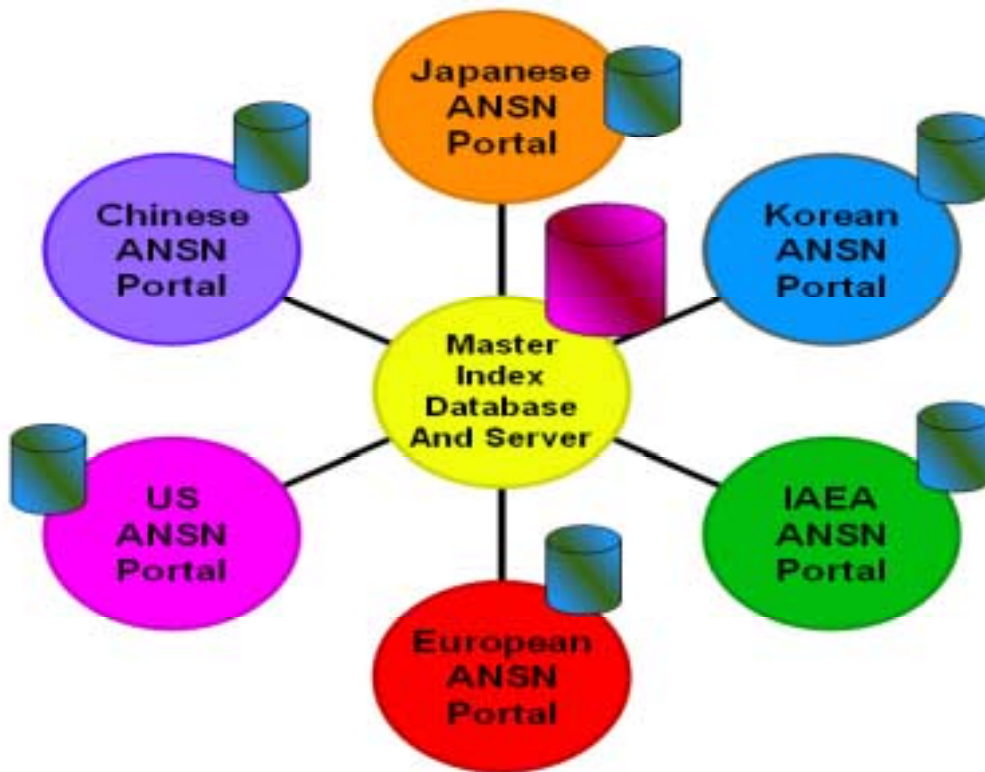 Japanese
ANSN
Portal
Chinese
ANSN
Portal
Korean
ANSN
Portal
Master
Index
Database
And Server
US
ANSN
Portal
IAEA
ANSN
Portal
European
ANSN
Portal